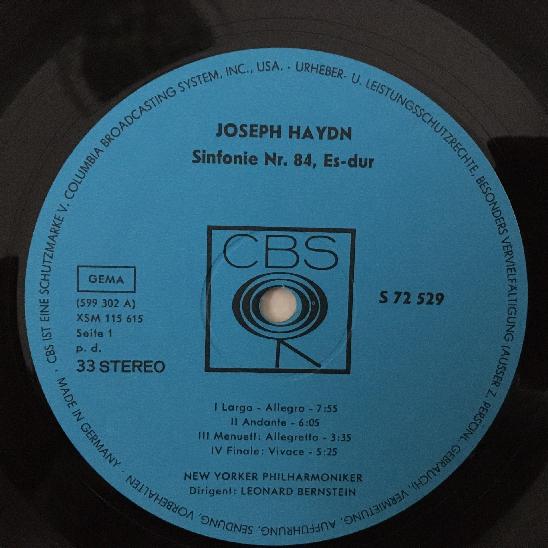 CBS IST EINE SCHUTZMARKE V. COLUMBIA BROADCASTING SYSTEM, INC., USA. · URHEBER- U. LEISTUNGSSCHUTZRECHTE, BESONDERS VERVIELFÄLTIGUNG (AUSSER Z. PERSÖNL. GEBRAUCH), VERMIETUNG, AUFFÜHRUNG, SENDUNG, VORBEHALTEN · MADE IN GERMANY ·
JOSEPH HAYDN
Sinfonie Nr. 84, Es-dur
CBS
GEMA
(599 302 A)
XSM 115 615
Seite 1
p. d.
33 STEREO
S 72 529
I Largo - Allegro - 7:55
II Andante - 6:05
III Menuett: Allegretto - 3:35
IV Finale: Vivace - 5:25
NEW YORKER PHILHARMONIKER
Dirigent: LEONARD BERNSTEIN